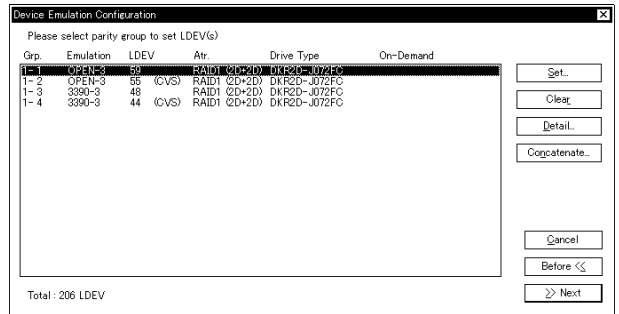 Device Emulation Configuration
Please select parity group to set LDEV(s)
Grp. Emulation LDEV Atr. Drive Type On-Demand
1- 1 OPEN-3 59 RAID1 (2D+2D) DKR2D-J072FC
1- 2 OPEN-3 55 (CVS) RAID1 (2D+2D) DKR2D-J072FC
1- 3 3390-3 48 RAID1 (2D+2D) DKR2D-J072FC
1- 4 3390-3 44 (CVS) RAID1 (2D+2D) DKR2D-J072FC
Set...
Clear
Detail...
Concatenate...
Cancel
Before <<
>> Next
Total : 206 LDEV